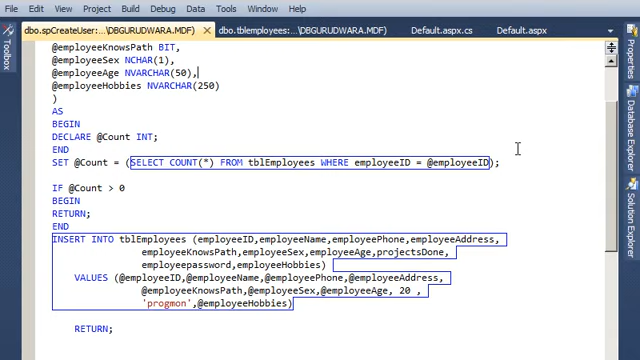 File
Edit
View
Project
Build
Debug
Data
Tools
Test
Window
Help
dbo.spCreateUser:...\DBGURUDWARA.MDF)
dbo.tblemployees:...\DBGURUDWARA.MDF)
Default.aspx.cs
Default.aspx
Toolbox
@employeeKnowsPath BIT,
@employeeSex NCHAR(1),
@employeeAge NVARCHAR(50),
@employeeHobbies NVARCHAR(250)
)
AS
BEGIN
DECLARE @Count INT;
END
SET @Count = (SELECT COUNT(*) FROM tblEmployees WHERE employeeID = @employeeID);
IF @Count > 0
BEGIN
RETURN;
END
INSERT INTO tblEmployees (employeeID,employeeName,employeePhone,employeeAddress,
employeeKnowsPath,employeeSex,employeeAge,projectsDone,
employeepassword,employeeHobbies)
VALUES (@employeeID,@employeeName,@employeePhone,@employeeAddress,
@employeeKnowsPath,@employeeSex,@employeeAge, 20 ,
'progmon',@employeeHobbies)
RETURN;
Properties
Database Explorer
Solution Explorer